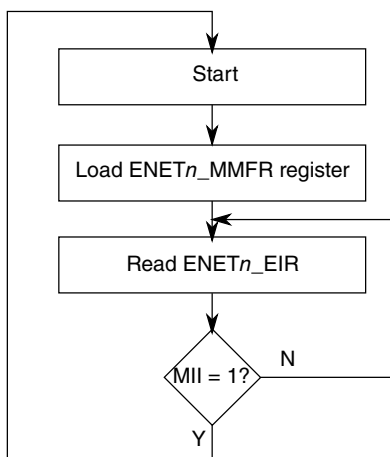 Start
Load ENETn_MMFR register
Read ENETn_EIR
MII = 1?
N
Y